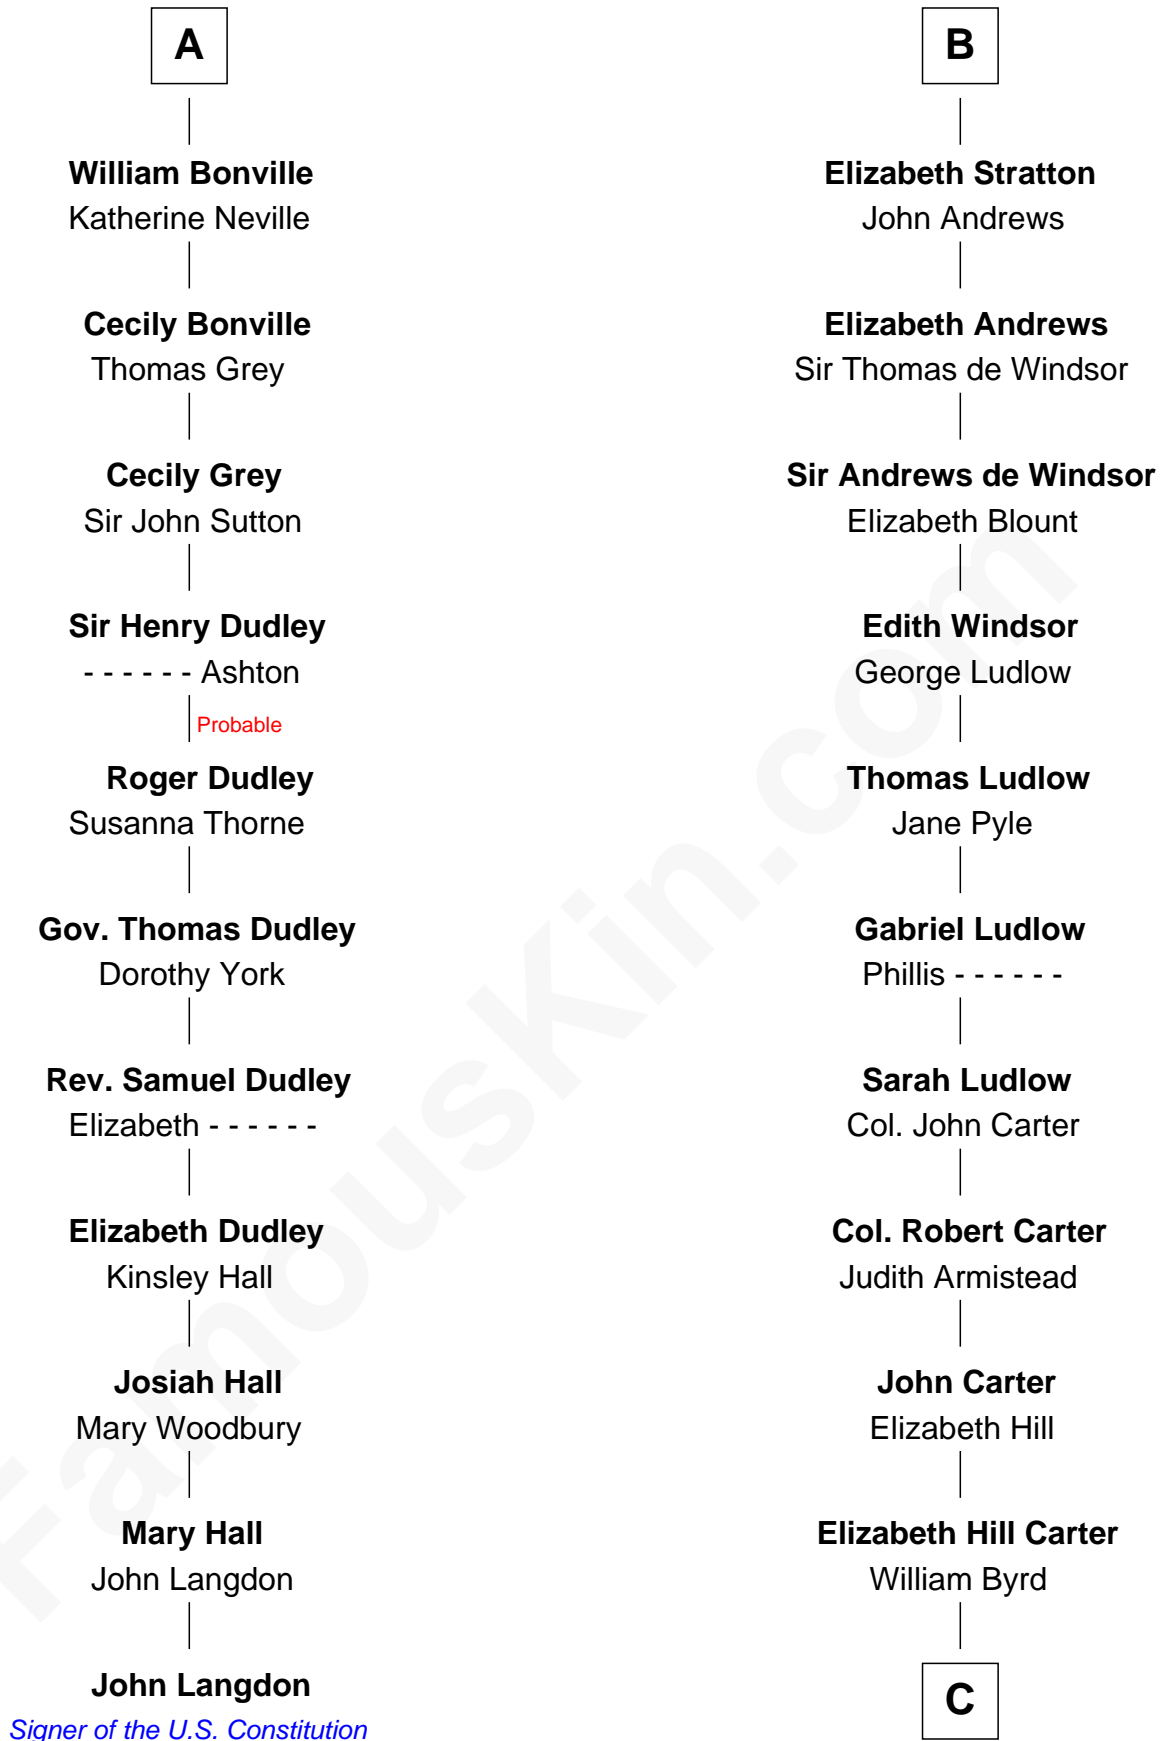 A
William Bonville
Katherine Neville
Cecily Bonville
Thomas Grey
Cecily Grey
Sir John Sutton
Sir Henry Dudley
- - - - - - Ashton
Probable
Roger Dudley
Susanna Thorne
Gov. Thomas Dudley
Dorothy York
Rev. Samuel Dudley
Elizabeth - - - - - -
Elizabeth Dudley
Kinsley Hall
Josiah Hall
Mary Woodbury
Mary Hall
John Langdon
John Langdon
Signer of the U.S. Constitution
B
Elizabeth Stratton
John Andrews
Elizabeth Andrews
Sir Thomas de Windsor
Sir Andrews de Windsor
Elizabeth Blount
Edith Windsor
George Ludlow
Thomas Ludlow
Jane Pyle
Gabriel Ludlow
Phillis - - - - - -
Sarah Ludlow
Col. John Carter
Col. Robert Carter
Judith Armistead
John Carter
Elizabeth Hill
Elizabeth Hill Carter
William Byrd
C
FamousKin.com